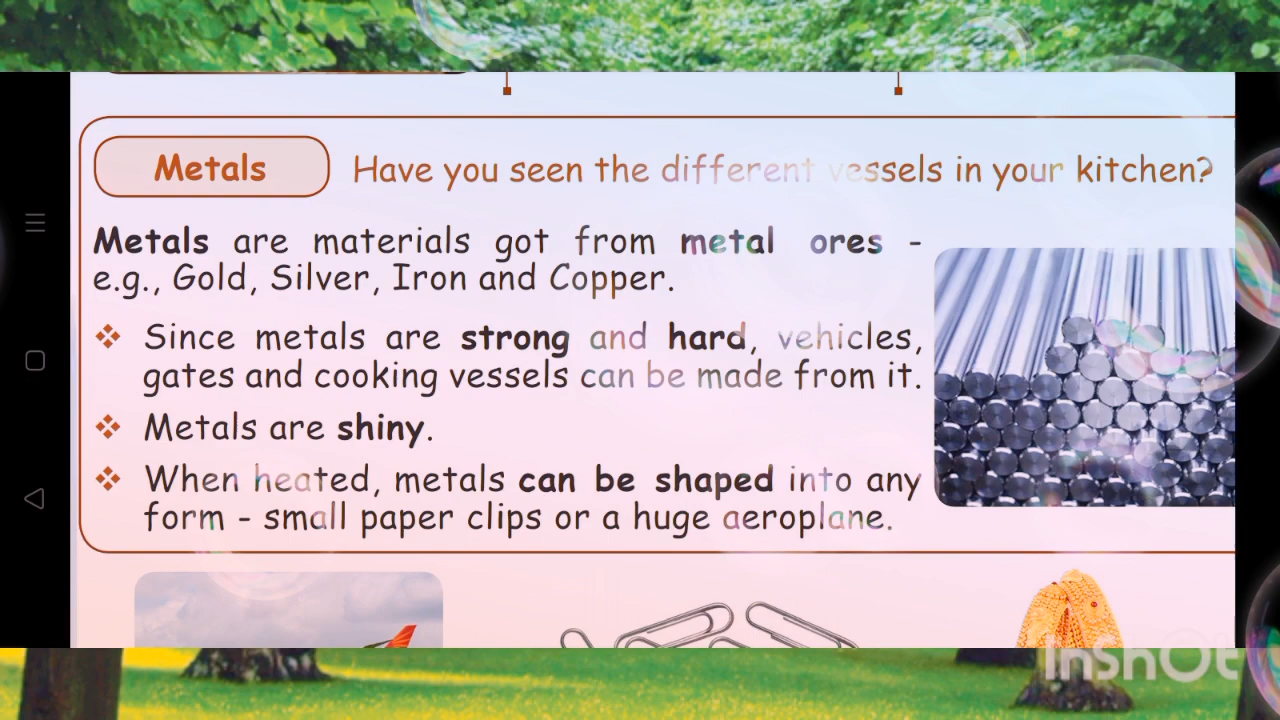 Metals
Have you seen the different vessels in your kitchen?
Metals are materials got from metal ores -
e.g., Gold, Silver, Iron and Copper.
❖ Since metals are strong and hard, vehicles,
gates and cooking vessels can be made from it.
❖ Metals are shiny.
❖ When heated, metals can be shaped into any
form - small paper clips or a huge aeroplane.
InShOt